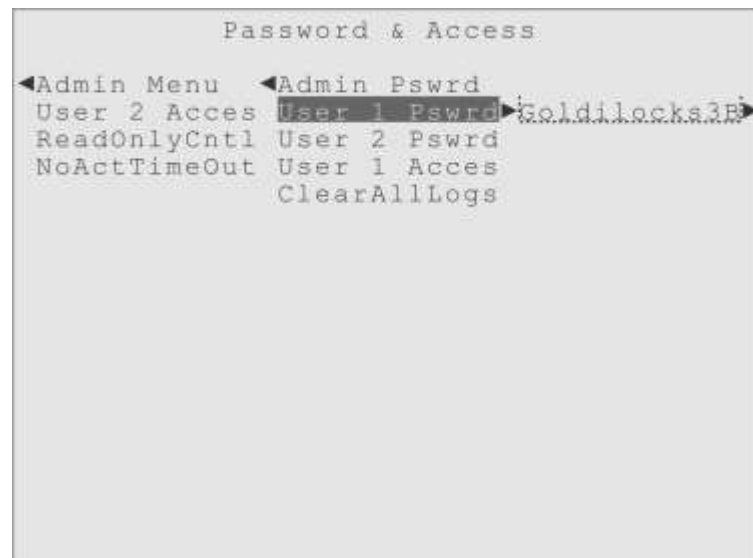 Password & Access
Admin Menu Admin Pswrd
User 2 Acces User 1 Pswrd Goldilocks3B
ReadOnlyCntl User 2 Pswrd
NoActTimeOut User 1 Acces
ClearAllLogs